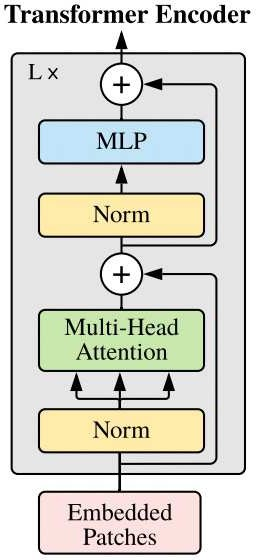 Transformer Encoder
L x
+
MLP
Norm
+
Multi-Head
Attention
Norm
Embedded
Patches